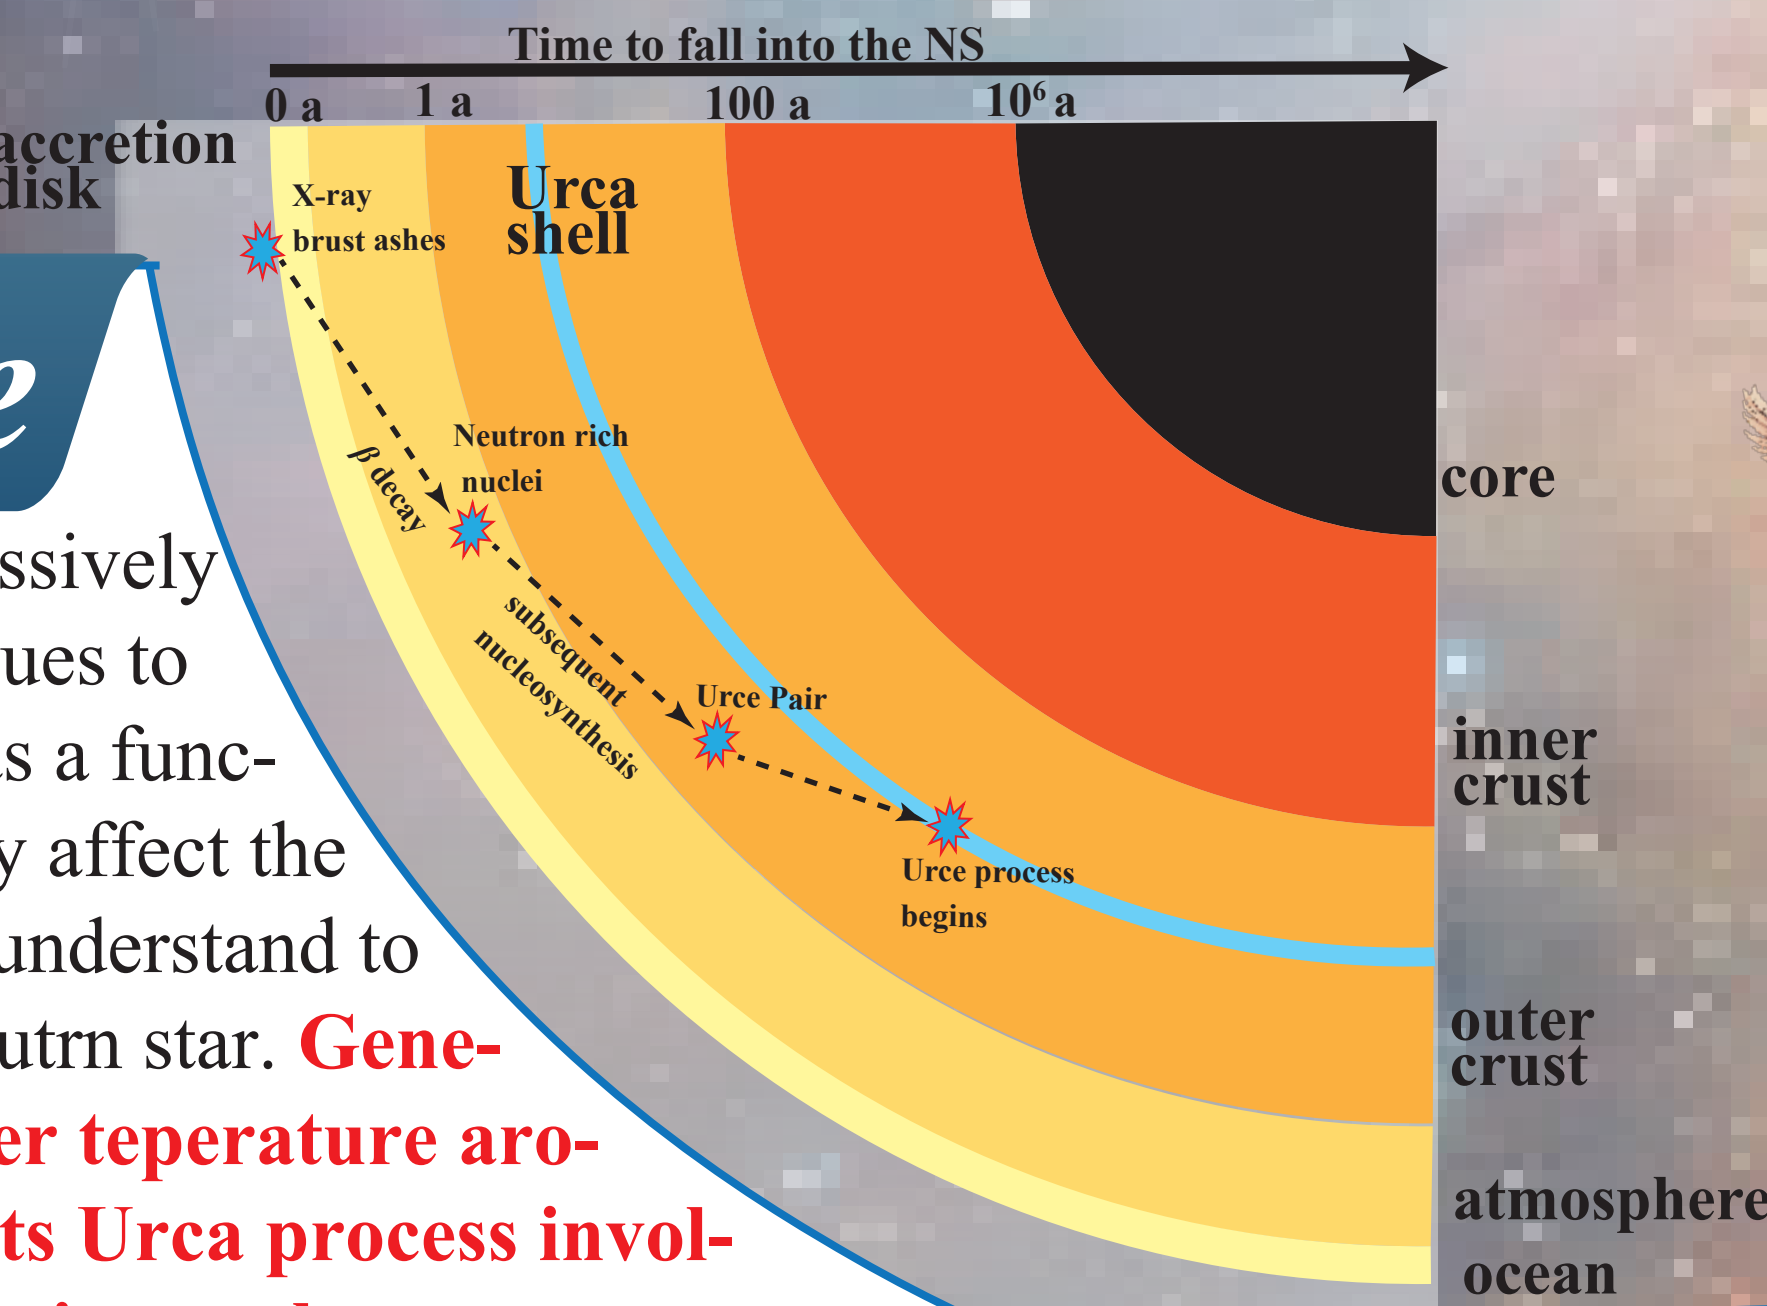 Time to fall into the NS
0 a
1 a
100 a
10⁶ a
accretion
disk
X-ray
brust ashes
Urca
shell
β decay
Neutron rich
nuclei
subsequent
nucleosynthesis
Urce Pair
Urce process
begins
core
inner
crust
outer
crust
atmosphere
ocean
e
ssively
ues to
s a func-
y affect the
understand to
utrn star. Gene-
er teperature aro-
ts Urca process invol-